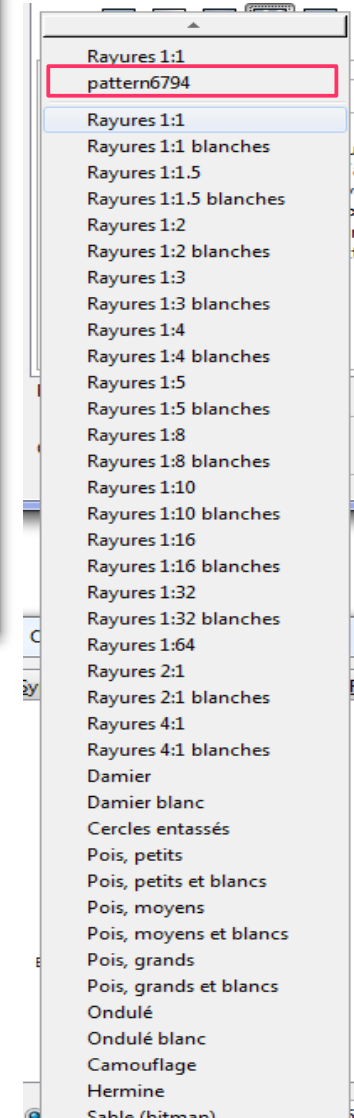 Rayures 1:1
pattern6794
Rayures 1:1
Rayures 1:1 blanches
Rayures 1:1.5
Rayures 1:1.5 blanches
Rayures 1:2
Rayures 1:2 blanches
Rayures 1:3
Rayures 1:3 blanches
Rayures 1:4
Rayures 1:4 blanches
Rayures 1:5
Rayures 1:5 blanches
Rayures 1:8
Rayures 1:8 blanches
Rayures 1:10
Rayures 1:10 blanches
Rayures 1:16
Rayures 1:16 blanches
Rayures 1:32
Rayures 1:32 blanches
Rayures 1:64
Rayures 2:1
Rayures 2:1 blanches
Rayures 4:1
Rayures 4:1 blanches
Damier
Damier blanc
Cercles entassés
Pois, petits
Pois, petits et blancs
Pois, moyens
Pois, moyens et blancs
Pois, grands
Pois, grands et blancs
Ondulé
Ondulé blanc
Camouflage
Hermine
Sable (bitmap)